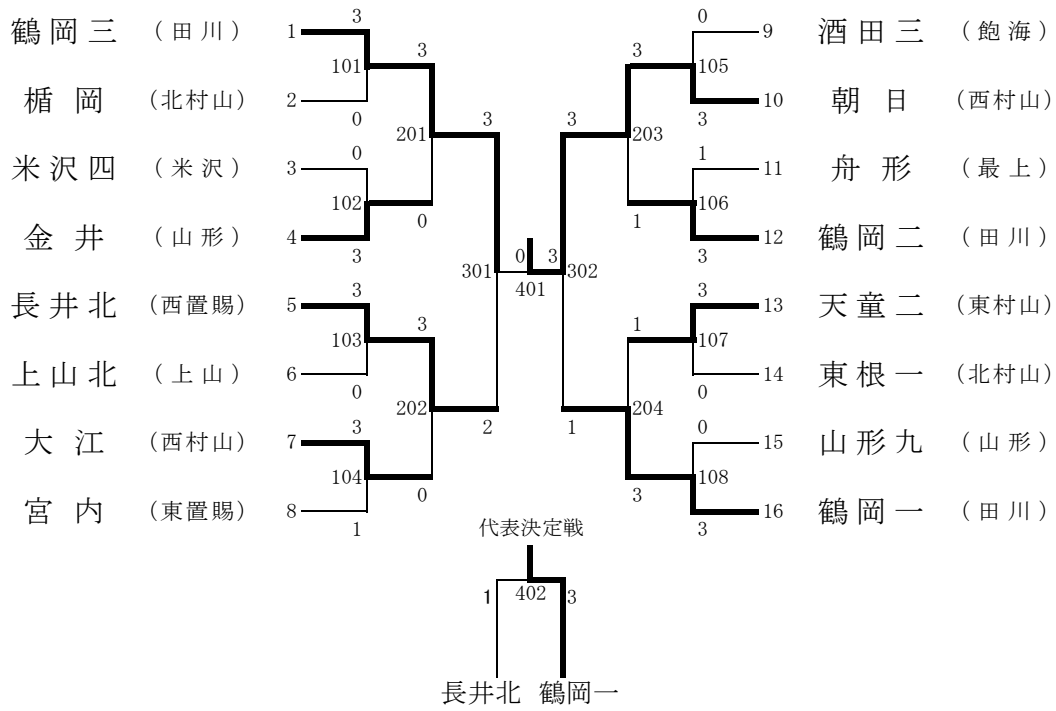 鶴岡三 (田川) 1 3
楯岡 (北村山) 2 0
101 3
米沢四 (米沢) 3 0
金井 (山形) 4 3
102 0
201 3
長井北 (西置賜) 5 3
上山北 (上山) 6 0
103 3
大江 (西村山) 7 3
宮内 (東置賜) 8 1
104 0
202 2
301 0
401
3 302
0 9 酒田三 (飽海)
3 10 朝日 (西村山)
3 105
1 11 舟形 (最上)
3 12 鶴岡二 (田川)
1 106
3 203
3 13 天童二 (東村山)
0 14 東根一 (北村山)
1 107
0 15 山形九 (山形)
3 16 鶴岡一 (田川)
3 108
1 204
代表決定戦
1 402 3
長井北 鶴岡一